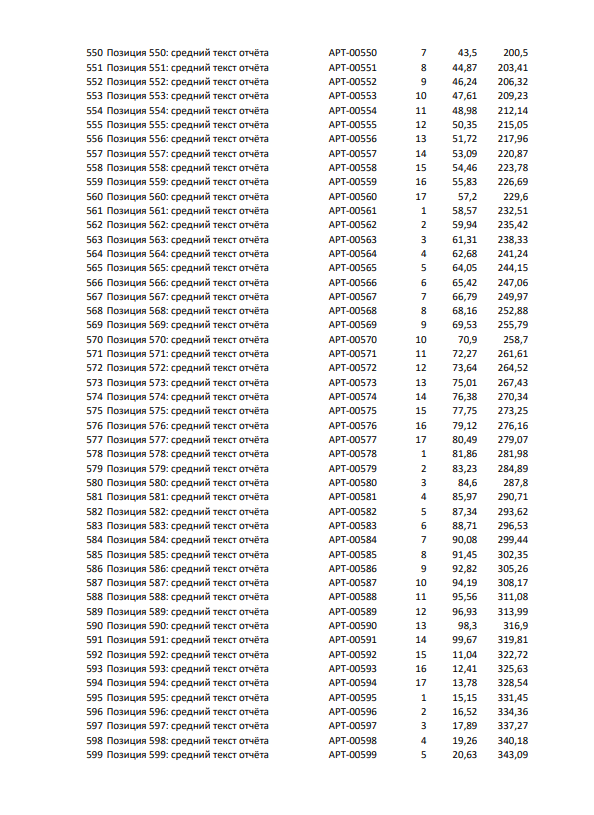 550 Позиция 550: средний текст отчёта АРТ-00550 7 43,5 200,5
551 Позиция 551: средний текст отчёта АРТ-00551 8 44,87 203,41
552 Позиция 552: средний текст отчёта АРТ-00552 9 46,24 206,32
553 Позиция 553: средний текст отчёта АРТ-00553 10 47,61 209,23
554 Позиция 554: средний текст отчёта АРТ-00554 11 48,98 212,14
555 Позиция 555: средний текст отчёта АРТ-00555 12 50,35 215,05
556 Позиция 556: средний текст отчёта АРТ-00556 13 51,72 217,96
557 Позиция 557: средний текст отчёта АРТ-00557 14 53,09 220,87
558 Позиция 558: средний текст отчёта АРТ-00558 15 54,46 223,78
559 Позиция 559: средний текст отчёта АРТ-00559 16 55,83 226,69
560 Позиция 560: средний текст отчёта АРТ-00560 17 57,2 229,6
561 Позиция 561: средний текст отчёта АРТ-00561 1 58,57 232,51
562 Позиция 562: средний текст отчёта АРТ-00562 2 59,94 235,42
563 Позиция 563: средний текст отчёта АРТ-00563 3 61,31 238,33
564 Позиция 564: средний текст отчёта АРТ-00564 4 62,68 241,24
565 Позиция 565: средний текст отчёта АРТ-00565 5 64,05 244,15
566 Позиция 566: средний текст отчёта АРТ-00566 6 65,42 247,06
567 Позиция 567: средний текст отчёта АРТ-00567 7 66,79 249,97
568 Позиция 568: средний текст отчёта АРТ-00568 8 68,16 252,88
569 Позиция 569: средний текст отчёта АРТ-00569 9 69,53 255,79
570 Позиция 570: средний текст отчёта АРТ-00570 10 70,9 258,7
571 Позиция 571: средний текст отчёта АРТ-00571 11 72,27 261,61
572 Позиция 572: средний текст отчёта АРТ-00572 12 73,64 264,52
573 Позиция 573: средний текст отчёта АРТ-00573 13 75,01 267,43
574 Позиция 574: средний текст отчёта АРТ-00574 14 76,38 270,34
575 Позиция 575: средний текст отчёта АРТ-00575 15 77,75 273,25
576 Позиция 576: средний текст отчёта АРТ-00576 16 79,12 276,16
577 Позиция 577: средний текст отчёта АРТ-00577 17 80,49 279,07
578 Позиция 578: средний текст отчёта АРТ-00578 1 81,86 281,98
579 Позиция 579: средний текст отчёта АРТ-00579 2 83,23 284,89
580 Позиция 580: средний текст отчёта АРТ-00580 3 84,6 287,8
581 Позиция 581: средний текст отчёта АРТ-00581 4 85,97 290,71
582 Позиция 582: средний текст отчёта АРТ-00582 5 87,34 293,62
583 Позиция 583: средний текст отчёта АРТ-00583 6 88,71 296,53
584 Позиция 584: средний текст отчёта АРТ-00584 7 90,08 299,44
585 Позиция 585: средний текст отчёта АРТ-00585 8 91,45 302,35
586 Позиция 586: средний текст отчёта АРТ-00586 9 92,82 305,26
587 Позиция 587: средний текст отчёта АРТ-00587 10 94,19 308,17
588 Позиция 588: средний текст отчёта АРТ-00588 11 95,56 311,08
589 Позиция 589: средний текст отчёта АРТ-00589 12 96,93 313,99
590 Позиция 590: средний текст отчёта АРТ-00590 13 98,3 316,9
591 Позиция 591: средний текст отчёта АРТ-00591 14 99,67 319,81
592 Позиция 592: средний текст отчёта АРТ-00592 15 11,04 322,72
593 Позиция 593: средний текст отчёта АРТ-00593 16 12,41 325,63
594 Позиция 594: средний текст отчёта АРТ-00594 17 13,78 328,54
595 Позиция 595: средний текст отчёта АРТ-00595 1 15,15 331,45
596 Позиция 596: средний текст отчёта АРТ-00596 2 16,52 334,36
597 Позиция 597: средний текст отчёта АРТ-00597 3 17,89 337,27
598 Позиция 598: средний текст отчёта АРТ-00598 4 19,26 340,18
599 Позиция 599: средний текст отчёта АРТ-00599 5 20,63 343,09